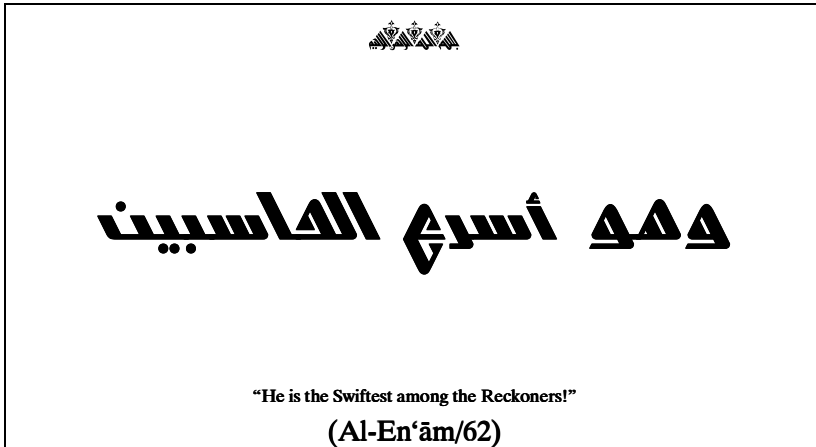 وهو أسرع الحاسبين
“He is the Swiftest among the Reckoners!”
(Al-En‘ām/62)